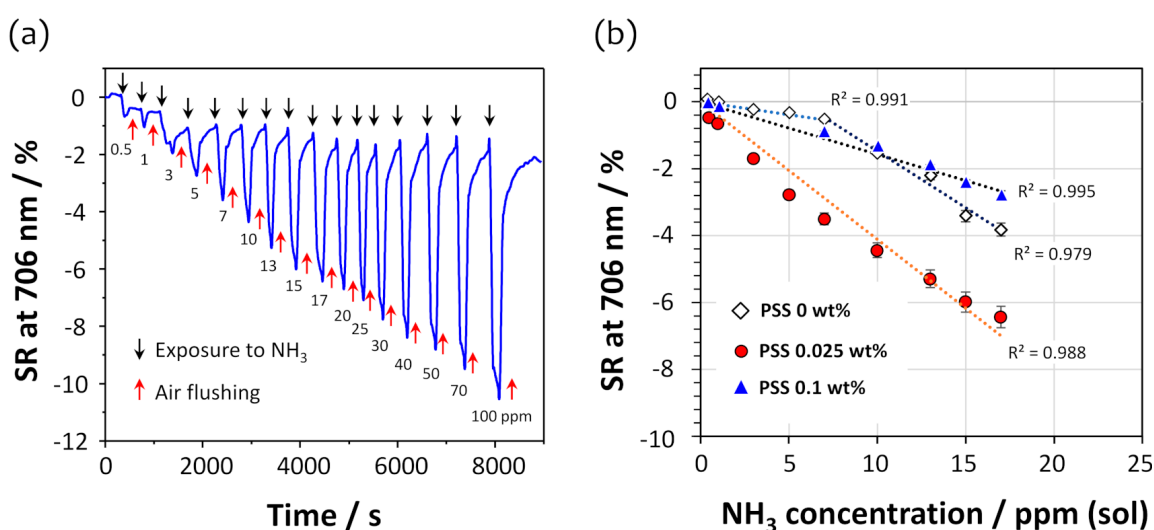 (a)
SR at 706 nm / %
0
-2
-4
-6
-8
-10
-12
0.5
1
3
5
7
10
13
15
17
20
25
30
40
50
70
100 ppm
↓ Exposure to NH₃
↑ Air flushing
0
2000
4000
6000
8000
Time / s
(b)
SR at 706 nm / %
0
-2
-4
-6
-8
-10
R² = 0.991
R² = 0.995
R² = 0.979
R² = 0.988
PSS 0 wt%
PSS 0.025 wt%
PSS 0.1 wt%
0
5
10
15
20
25
NH₃ concentration / ppm (sol)